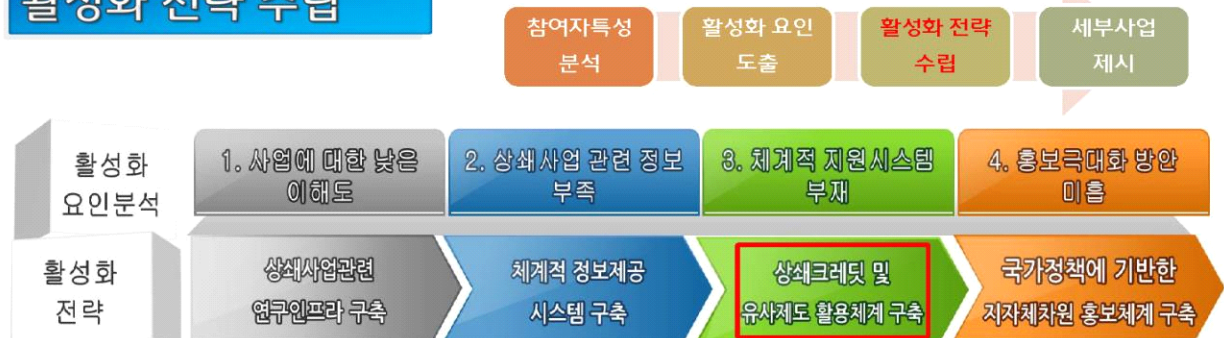 활성화 전략 수립
참여자특성
분석
활성화 요인
도출
활성화 전략
수립
세부사업
제시
활성화
요인분석
1. 사업에 대한 낮은
이해도
2. 상쇄사업 관련 정보
부족
3. 체계적 지원시스템
부재
4. 홍보극대화 방안
미흡
활성화
전략
상쇄사업관련
연구인프라 구축
체계적 정보제공
시스템 구축
상쇄크레딧 및
유사제도 활용체계 구축
국가정책에 기반한
지자체차원 홍보체계 구축